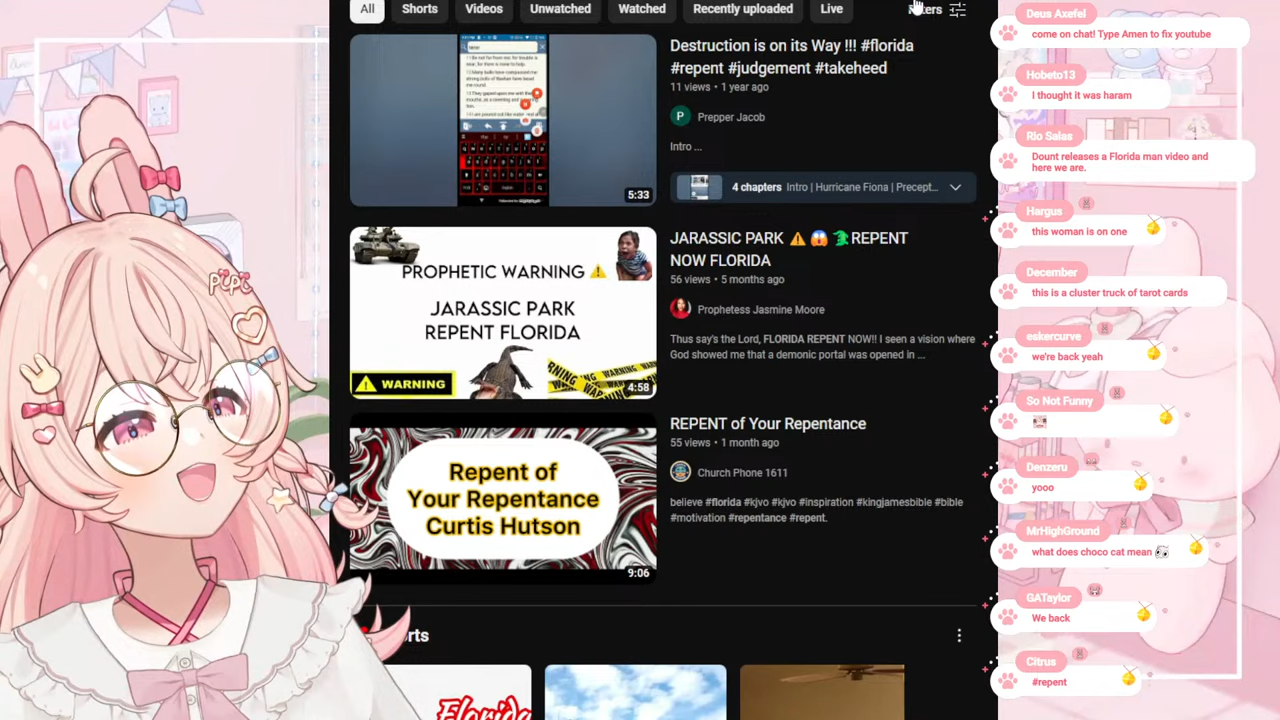 All
Shorts
Videos
Unwatched
Watched
Recently uploaded
Live
5:33
Destruction is on its Way !!! #florida
#repent #judgement #takeheed
11 views • 1 year ago
P
Prepper Jacob
Intro ...
4 chapters Intro | Hurricane Fiona | Precept...
PROPHETIC WARNING
JARASSIC PARK
REPENT FLORIDA
WARNING
4:58
JARASSIC PARK ⚠️😱🐊REPENT
NOW FLORIDA
56 views • 5 months ago
Prophetess Jasmine Moore
Thus say's the Lord, FLORIDA REPENT NOW!! I seen a vision where
God showed me that a demonic portal was opened in ...
Repent of
Your Repentance
Curtis Hutson
9:06
REPENT of Your Repentance
55 views • 1 month ago
Church Phone 1611
believe #florida #kjvo #kjvo #inspiration #kingjamesbible #bible
#motivation #repentance #repent.
Florida
PiPi
Deus Axefel
come on chat! Type Amen to fix youtube
Hobeto13
I thought it was haram
Rio Salas
Dount releases a Florida man video and
here we are.
Hargus
this woman is on one
December
this is a cluster truck of tarot cards
eskercurve
we're back yeah
So Not Funny
Denzeru
yooo
MrHighGround
what does choco cat mean
GATaylor
We back
Citrus
#repent